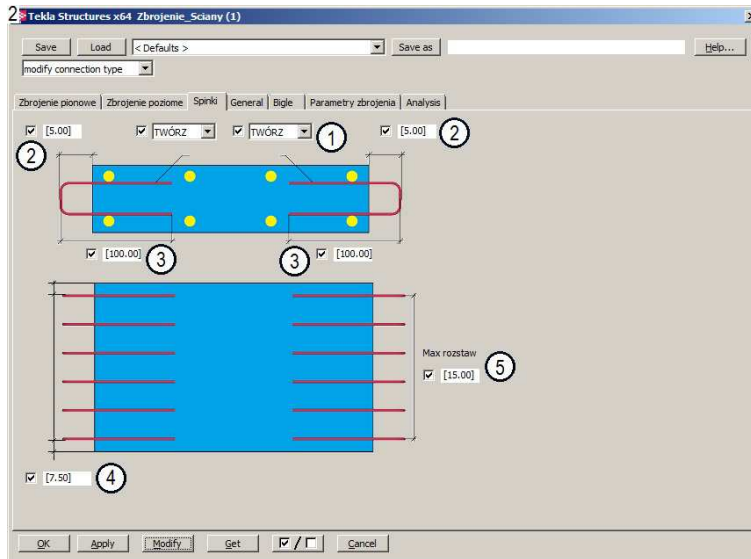 2 Tekla Structures x64 Zbrojenie_Sciany (1)
Save Load < Defaults > Save as Help...
modify connection type
Zbrojenie pionowe Zbrojenie poziome Spinki General Bigle Parametry zbrojenia Analysis
[5.00] TWÓRZ TWÓRZ 1 [5.00] 2
2
[100.00] 3 3 [100.00]
Max rozstaw
[15.00] 5
[7.50] 4
OK Apply Modify Get / Cancel